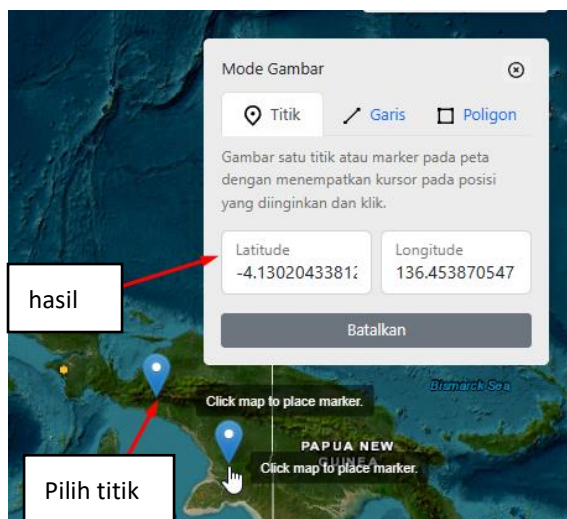 Mode Gambar
Titik
Garis
Poligon
Gambar satu titik atau marker pada peta
dengan menempatkan kursor pada posisi
yang diinginkan dan klik.
Latitude
Longitude
-4.1302043381
136.453870547
hasil
Batalkan
Bismarck Sea
Click map to place marker.
PAPUA NEW
GUINEA
Click map to place marker.
Pilih titik